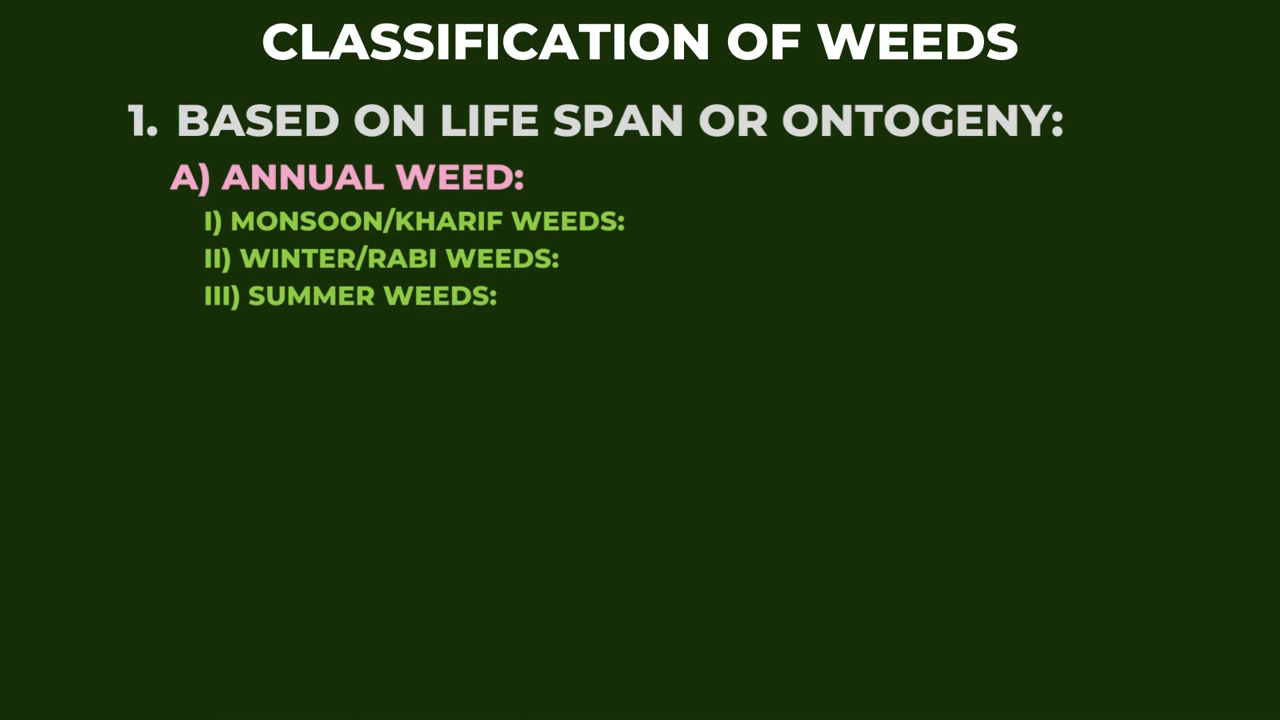 CLASSIFICATION OF WEEDS
1. BASED ON LIFE SPAN OR ONTOGENY:
A) ANNUAL WEED:
I) MONSOON/KHARIF WEEDS:
II) WINTER/RABI WEEDS:
III) SUMMER WEEDS: